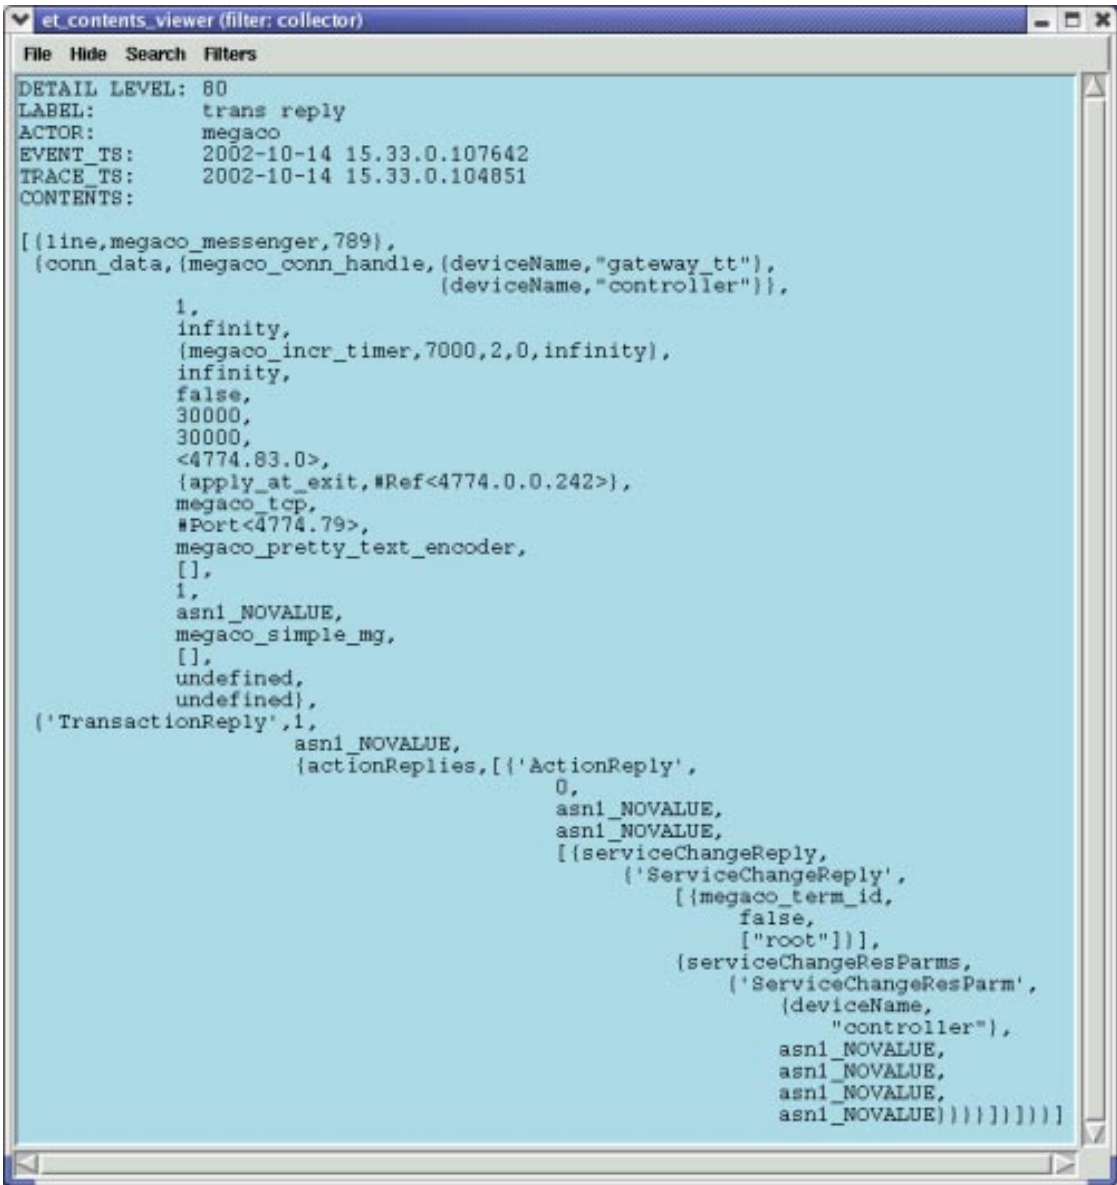 et_contents_viewer (filter: collector)
File Hide Search Filters
DETAIL LEVEL: 80
LABEL: trans reply
ACTOR: megaco
EVENT_TS: 2002-10-14 15.33.0.107642
TRACE_TS: 2002-10-14 15.33.0.104851
CONTENTS:
[{line,megaco_messenger,789},
{conn_data,{megaco_conn_handle,{deviceName,"gateway_tt"},
{deviceName,"controller"}},
1,
infinity,
{megaco_incr_timer,7000,2,0,infinity},
infinity,
false,
30000,
30000,
<4774.83.0>,
{apply_at_exit,#Ref<4774.0.0.242>},
megaco_tcp,
#Port<4774.79>,
megaco_pretty_text_encoder,
[],
1,
asn1_NOVALUE,
megaco_simple_mg,
[],
undefined,
undefined},
{'TransactionReply',1,
asn1_NOVALUE,
{actionReplies,[{'ActionReply',
0,
asn1_NOVALUE,
asn1_NOVALUE,
[{serviceChangeReply,
{'ServiceChangeReply',
[{megaco_term_id,
false,
["root"]}],
{serviceChangeResParms,
{'ServiceChangeResParm',
{deviceName,
"controller"},
asn1_NOVALUE,
asn1_NOVALUE,
asn1_NOVALUE,
asn1_NOVALUE}}}}]}]}}]